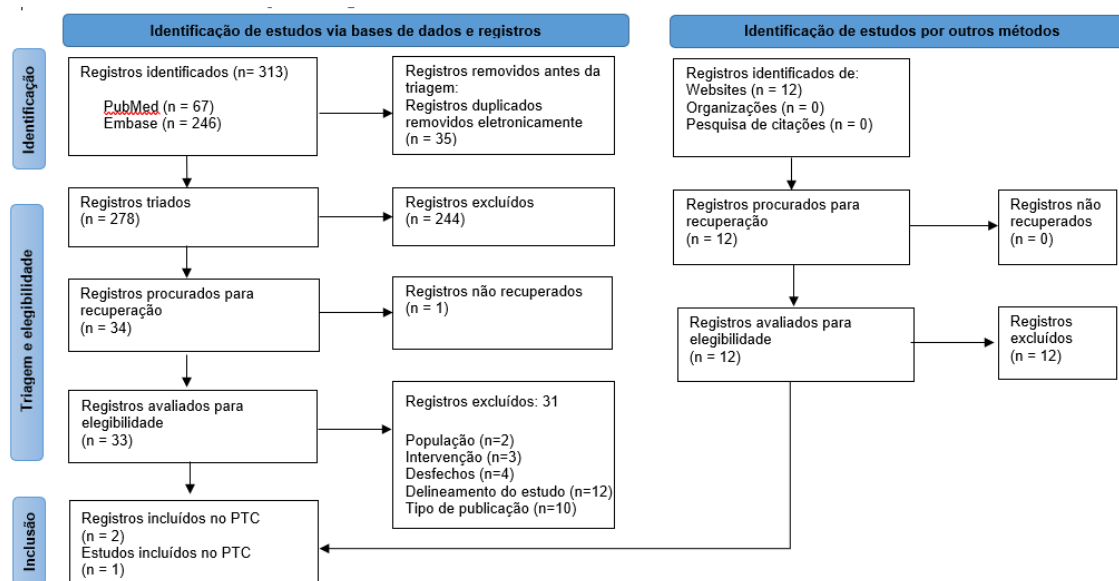 Identificação de estudos via bases de dados e registros
Identificação de estudos por outros métodos
Identificação
Registros identificados (n= 313)
PubMed (n = 67)
Embase (n = 246)
Registros removidos antes da
triagem:
Registros duplicados
removidos eletronicamente
(n = 35)
Registros identificados de:
Websites (n = 12)
Organizações (n = 0)
Pesquisa de citações (n = 0)
Triagem e elegibilidade
Registros triados
(n = 278)
Registros excluídos
(n = 244)
Registros procurados para
recuperação
(n = 12)
Registros não
recuperados
(n = 0)
Registros procurados para
recuperação
(n = 34)
Registros não recuperados
(n = 1)
Registros avaliados para
elegibilidade
(n = 12)
Registros
excluídos
(n = 12)
Registros avaliados para
elegibilidade
(n = 33)
Registros excluídos: 31
População (n=2)
Intervenção (n=3)
Desfechos (n=4)
Delineamento do estudo (n=12)
Tipo de publicação (n=10)
Inclusão
Registros incluídos no PTC
(n = 2)
Estudos incluídos no PTC
(n = 1)